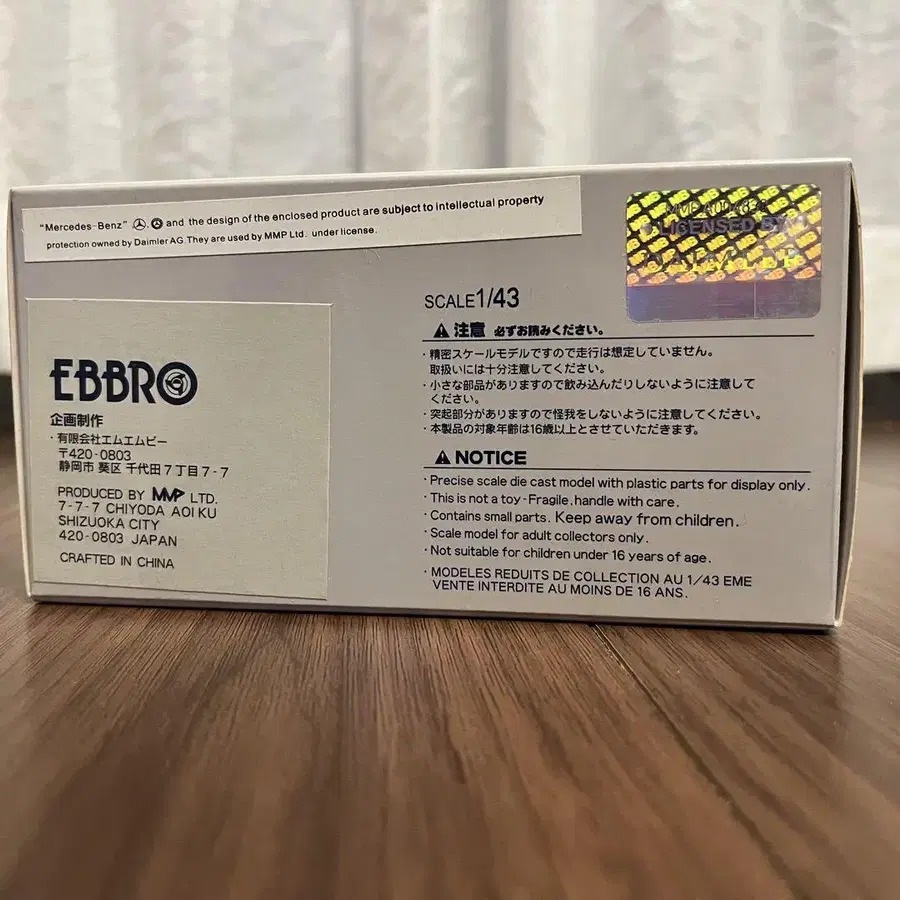 "Mercedes-Benz" and the design of the enclosed product are subject to intellectual property
protection owned by Daimler AG. They are used by MMP Ltd. under license.
LICENSED BY
SCALE1/43
注意 必ずお読みください。
・精密スケールモデルですので走行は想定していません。
取扱いには十分注意してください。
・小さな部品がありますので飲み込んだりしないように注意して
ください。
・突起部分がありますので怪我をしないように注意してください。
・本製品の対象年齢は16歳以上とさせていただきます。
NOTICE
・Precise scale die cast model with plastic parts for display only.
・This is not a toy-Fragile, handle with care.
・Contains small parts. Keep away from children.
・Scale model for adult collectors only.
・Not suitable for children under 16 years of age.
・MODELES REDUITS DE COLLECTION AU 1/43 EME
VENTE INTERDITE AU MOINS DE 16 ANS.
EBBRO
企画制作
・有限会社エムエムピー
〒420-0803
静岡市 葵区 千代田7丁目7-7
PRODUCED BY MMP LTD.
7-7-7 CHIYODA AOI KU
SHIZUOKA CITY
420-0803 JAPAN
CRAFTED IN CHINA